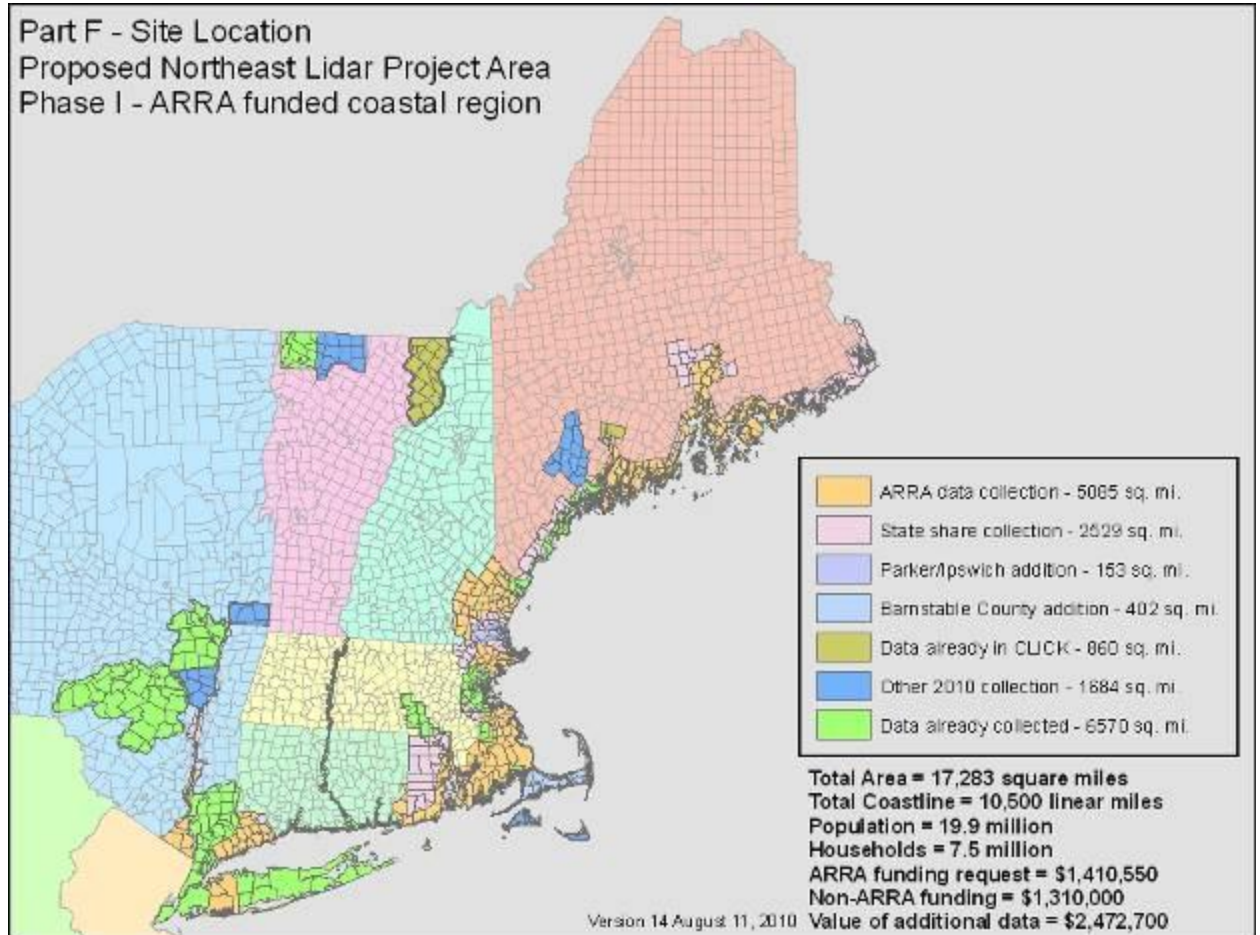 Part F - Site Location
Proposed Northeast Lidar Project Area
Phase I - ARRA funded coastal region
ARRA data collection - 5085 sq. mi.
State share collection - 2529 sq. mi.
Parker/Ipswich addition - 153 sq. mi.
Barnstable County addition - 402 sq. mi.
Data already in CLICK - 860 sq. mi.
Other 2010 collection - 1684 sq. mi.
Data already collected - 6570 sq. mi.
Total Area = 17,283 square miles
Total Coastline = 10,500 linear miles
Population = 19.9 million
Households = 7.5 million
ARRA funding request = $1,410,550
Non-ARRA funding = $1,310,000
Version 14 August 11, 2010
Value of additional data = $2,472,700